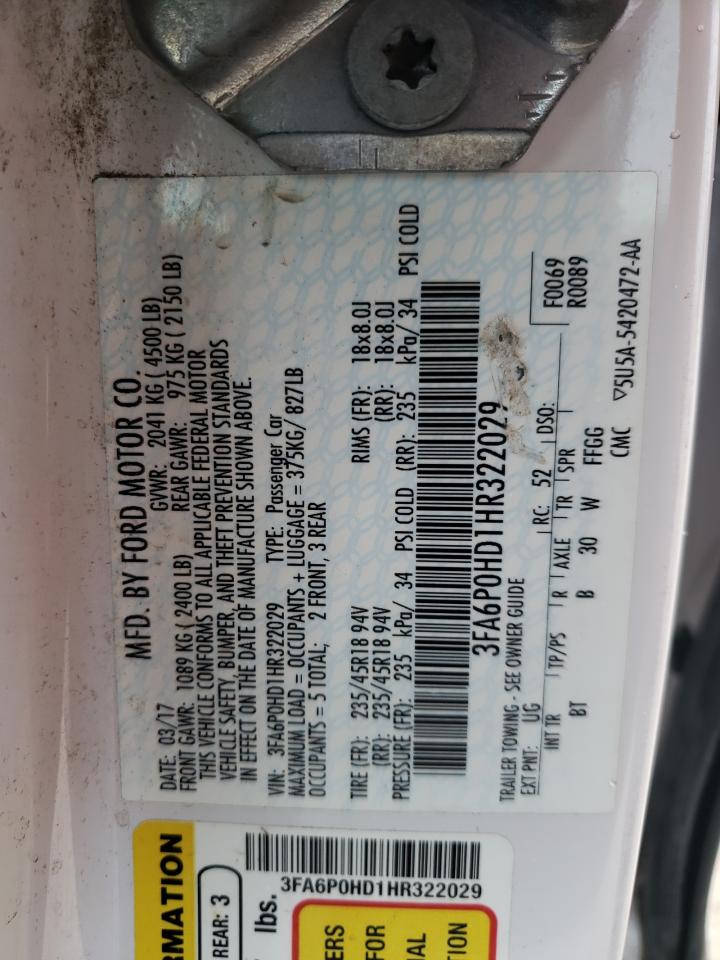 MFD. BY FORD MOTOR CO.
DATE: 03/17 GVWR: 2041 KG ( 4500 LB)
FRONT GAWR: 1089 KG ( 2400 LB) REAR GAWR: 975 KG ( 2150 LB)
THIS VEHICLE CONFORMS TO ALL APPLICABLE FEDERAL MOTOR
VEHICLE SAFETY, BUMPER, AND THEFT PREVENTION STANDARDS
IN EFFECT ON THE DATE OF MANUFACTURE SHOWN ABOVE.
VIN: 3FA6P0HD1HR322029 TYPE: Passenger Car
MAXIMUM LOAD = OCCUPANTS + LUGGAGE = 375KG/ 827LB
OCCUPANTS = 5 TOTAL; 2 FRONT, 3 REAR
TIRE (FR): 235/45R18 94V RIMS (FR): 18x8.0J
(RR): 235/45R18 94V (RR): 18x8.0J
PRESSURE (FR): 235 kPa/ 34 PSI COLD (RR): 235 kPa/ 34 PSI COLD
3FA6P0HD1HR322029
TRAILER TOWING - SEE OWNER GUIDE F0069
EXT PNT: UG RC: 52 DSO: R0089
INT TR TP/PS R AXLE TR SPR
BT B 30 W FFGG
CMC ▽5U5A-5420472-AA
RMATION
REAR: 3
lbs.
3FA6P0HD1HR322029
ERS
FOR
NAL
TION